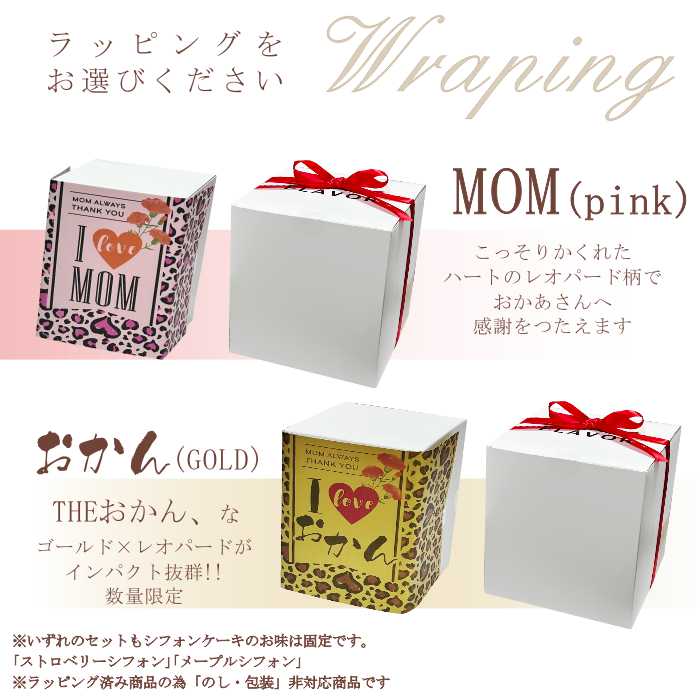 ラッピングを
お選びください
Wraping
MOM ALWAYS
THANK YOU
I love
MOM
FLAVOR
MOM(pink)
こっそりかくれた
ハートのレオパード柄で
おかあさんへ
感謝をつたえます
おかん(GOLD)
THEおかん、な
ゴールド×レオパードが
インパクト抜群!!
数量限定
MOM ALWAYS
THANK YOU
I love
おかん
FLAVOR
※いずれのセットもシフォンケーキのお味は固定です。
「ストロベリーシフォン」「メープルシフォン」
※ラッピング済み商品の為「のし・包装」非対応商品です